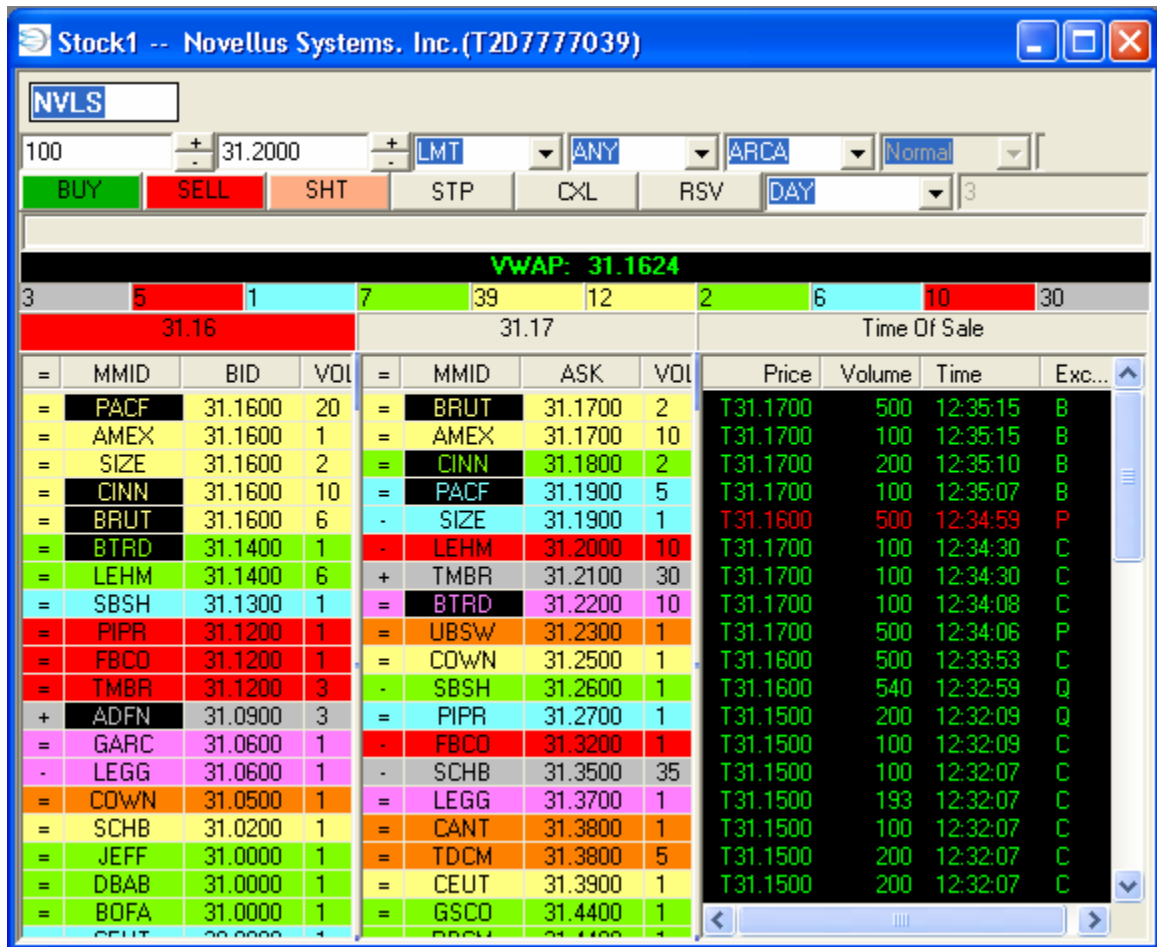 Stock1 -- Novellus Systems. Inc.(T2D7777039)
NVLS
100 + - 31.2000 + - LMT ANY ARCA Normal
BUY SELL SHT STP CXL RSV DAY 3
VWAP: 31.1624
3 5 1 7 39 12 2 6 10 30
31.16 31.17 Time Of Sale
= MMID BID VOL = MMID ASK VOL Price Volume Time Exc...
= PACF 31.1600 20 = BRUT 31.1700 2 T31.1700 500 12:35:15 B
= AMEX 31.1600 1 = AMEX 31.1700 10 T31.1700 100 12:35:15 B
= SIZE 31.1600 2 = CINN 31.1800 2 T31.1700 200 12:35:10 B
= CINN 31.1600 10 = PACF 31.1900 5 T31.1700 100 12:35:07 B
= BRUT 31.1600 6 - SIZE 31.1900 1 T31.1600 500 12:34:59 P
= BTRD 31.1400 1 - LEHM 31.2000 10 T31.1700 100 12:34:30 C
= LEHM 31.1400 6 + TMBR 31.2100 30 T31.1700 100 12:34:30 C
= SBSH 31.1300 1 = BTRD 31.2200 10 T31.1700 100 12:34:08 C
= PIPR 31.1200 1 = UBSW 31.2300 1 T31.1700 500 12:34:06 P
= FBCO 31.1200 1 = COWN 31.2500 1 T31.1600 500 12:33:53 C
= TMBR 31.1200 3 - SBSH 31.2600 1 T31.1600 540 12:32:59 Q
+ ADFN 31.0900 3 = PIPR 31.2700 1 T31.1500 200 12:32:09 Q
= GARC 31.0600 1 - FBCO 31.3200 1 T31.1500 100 12:32:09 C
- LEGG 31.0600 1 - SCHB 31.3500 35 T31.1500 100 12:32:07 C
= COWN 31.0500 1 = LEGG 31.3700 1 T31.1500 193 12:32:07 C
= SCHB 31.0200 1 = CANT 31.3800 1 T31.1500 100 12:32:07 C
= JEFF 31.0000 1 = TDCM 31.3800 5 T31.1500 200 12:32:07 C
= DBAB 31.0000 1 = CEUT 31.3900 1 T31.1500 200 12:32:07 C
= BOFA 31.0000 1 = GSCO 31.4400 1